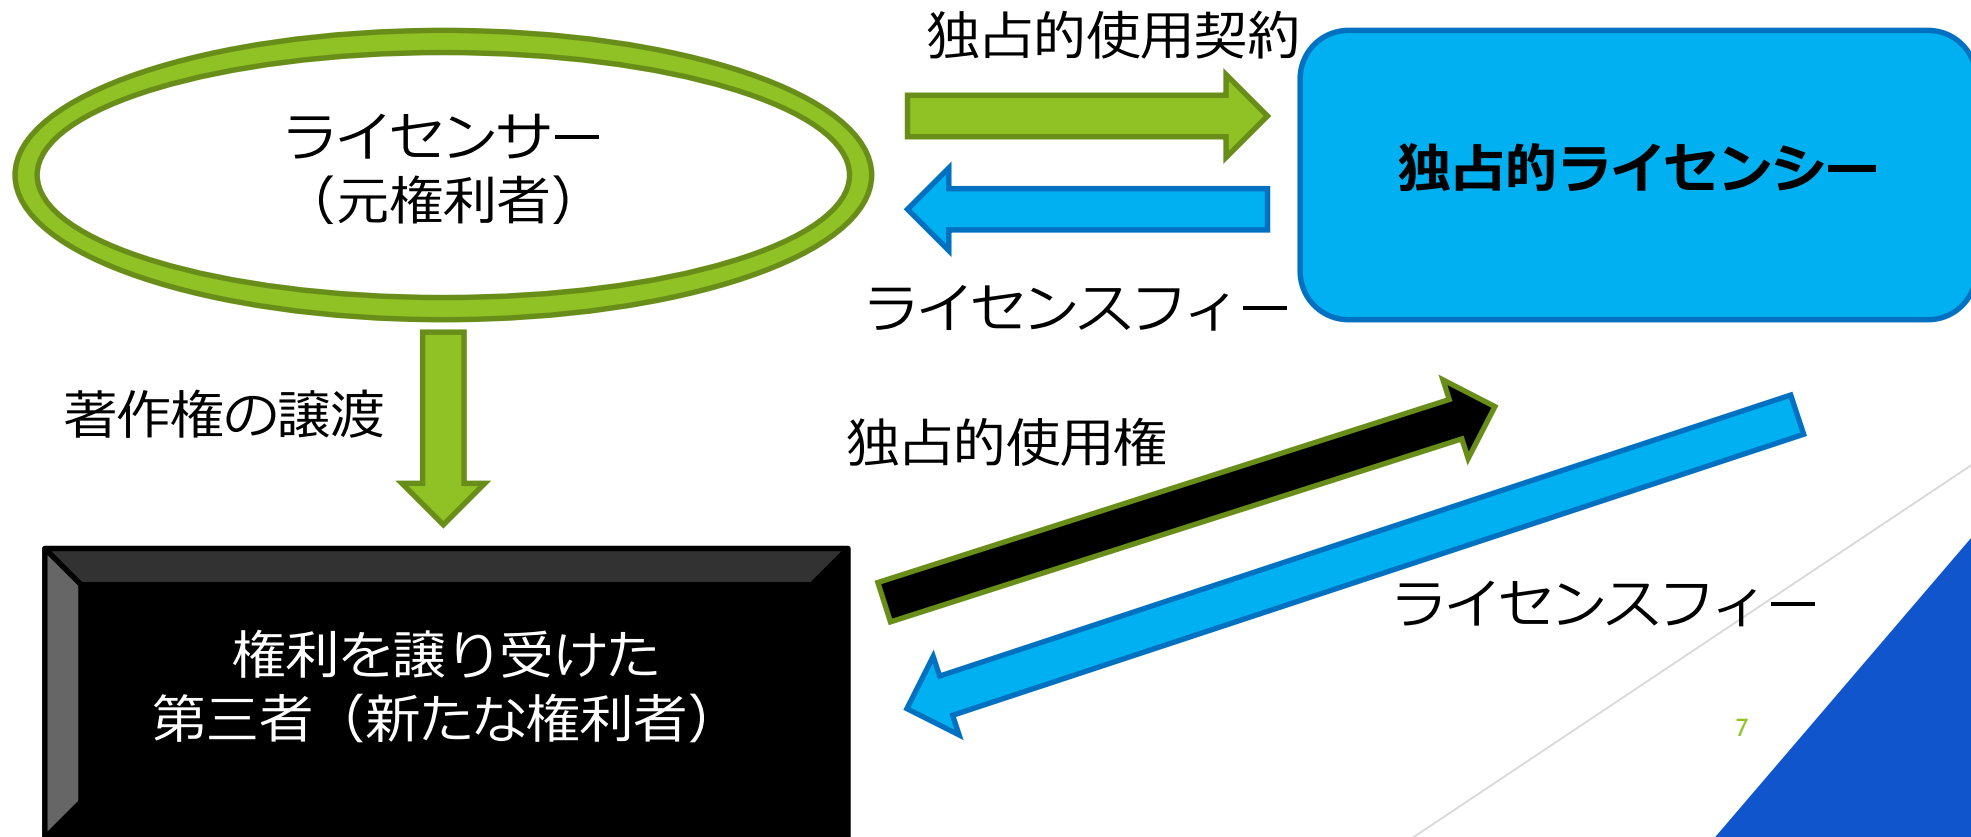 独占的使用契約
ライセンサー
（元権利者）
独占的ライセンシー
ライセンスフィー
著作権の譲渡
独占的使用権
ライセンスフィー
権利を譲り受けた
第三者（新たな権利者）
7